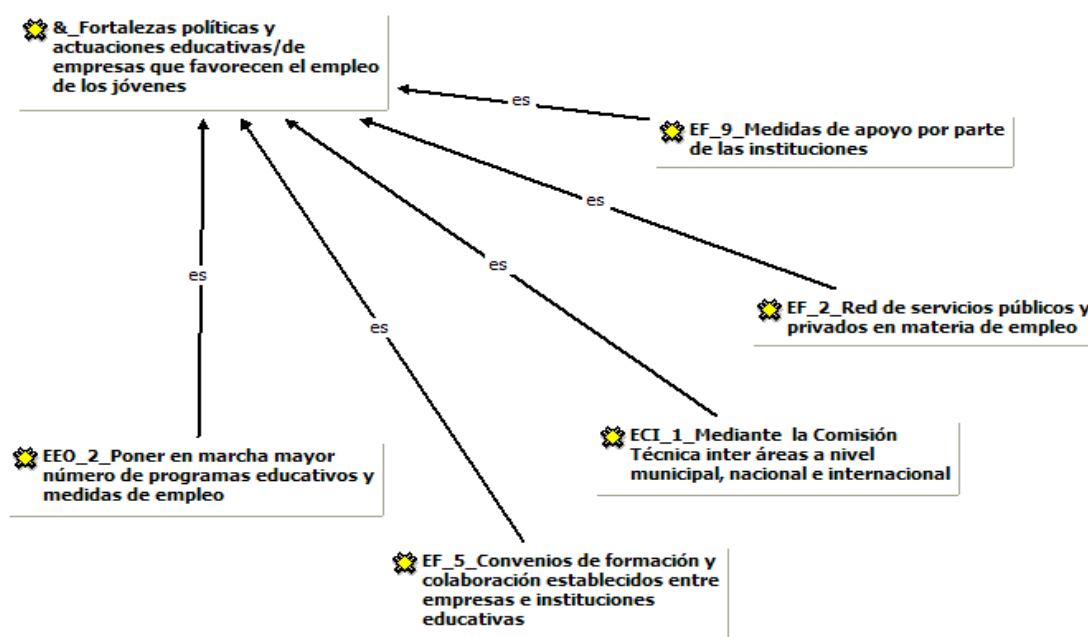 &_Fortalezas políticas y
actuaciones educativas/de
empresas que favorecen el empleo
de los jóvenes
es
EF_9_Medidas de apoyo por parte
de las instituciones
es
es
es
es
EF_2_Red de servicios públicos y
privados en materia de empleo
ECI_1_Mediante la Comisión
Técnica inter áreas a nivel
municipal, nacional e internacional
EEO_2_Poner en marcha mayor
número de programas educativos y
medidas de empleo
EF_5_Convenios de formación y
colaboración establecidos entre
empresas e instituciones
educativas